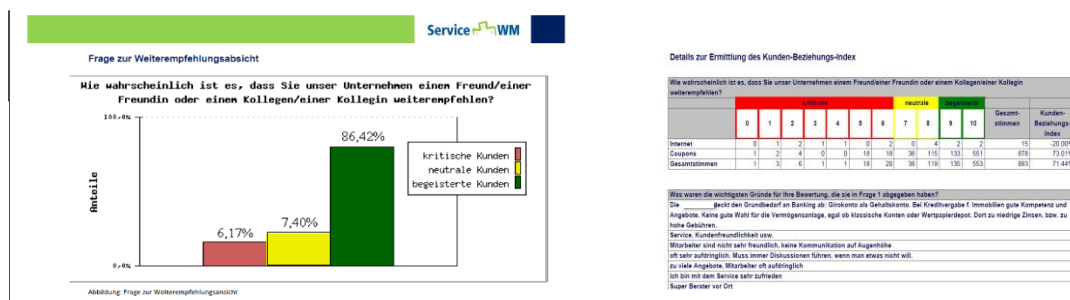 Service WM
Frage zur Weiterempfehlungsabsicht
Wie wahrscheinlich ist es, dass Sie unser Unternehmen einem Freund/einer
Freundin oder einem Kollegen/einer Kollegin weiterempfehlen?
100,0%
86,42%
kritische Kunden
neutrale Kunden
begeisterte Kunden
Anteile
7,40%
6,17%
0,0%
Abbildung: Frage zur Weiterempfehlungsansicht
Details zur Ermittlung des Kunden-Beziehungs-Index
Wie wahrscheinlich ist es, dass Sie unser Unternehmen einem Freund/einer Freundin oder einem Kollegen/einer Kollegin
weiterempfehlen?
kritische neutrale begeisterte
0 1 2 3 4 5 6 7 8 9 10 Gesamt-stimmen Kunden-Beziehungs-Index
Internet 0 1 2 1 1 0 2 0 4 2 2 15 -20.00%
Coupons 1 2 4 0 0 18 18 36 115 133 551 878 73.01%
Gesamtstimmen 1 3 6 1 1 18 20 36 119 135 553 893 71.44%
Was waren die wichtigsten Gründe für Ihre Bewertung, die sie in Frage 1 abgegeben haben?
Die deckt den Grundbedarf an Banking ab: Girokonto als Gehaltskonto. Bei Kreditvergabe f. Immobilien gute Kompetenz und
Angebote. Keine gute Wahl für die Vermögensanlage, egal ob klassische Konten oder Wertpapierdepot. Dort zu niedrige Zinsen, bzw. zu
hohe Gebühren.
Service, Kundenfreundlichkeit usw.
Mitarbeiter sind nicht sehr freundlich, keine Kommunikation auf Augenhöhe
oft sehr aufdringlich. Muss immer Diskussionen führen, wenn man etwas nicht will.
zu viele Angebote, Mitarbeiter oft aufdringlich
Ich bin mit dem Service sehr zufrieden
Super Berater vor Ort